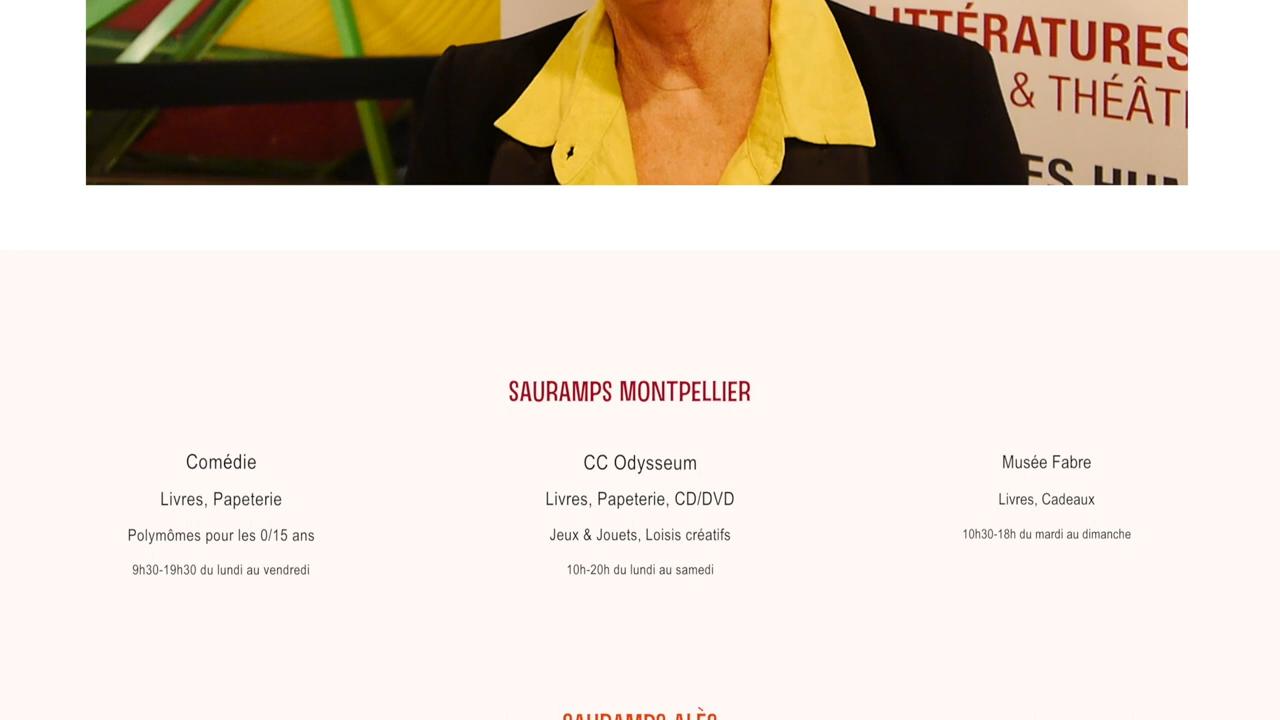 LITTÉRATURES
& THÉÂT
SAURAMPS MONTPELLIER
Comédie
Livres, Papeterie
Polymômes pour les 0/15 ans
9h30-19h30 du lundi au vendredi
CC Odysseum
Livres, Papeterie, CD/DVD
Jeux & Jouets, Loisis créatifs
10h-20h du lundi au samedi
Musée Fabre
Livres, Cadeaux
10h30-18h du mardi au dimanche
SAURAMPS ALÈS